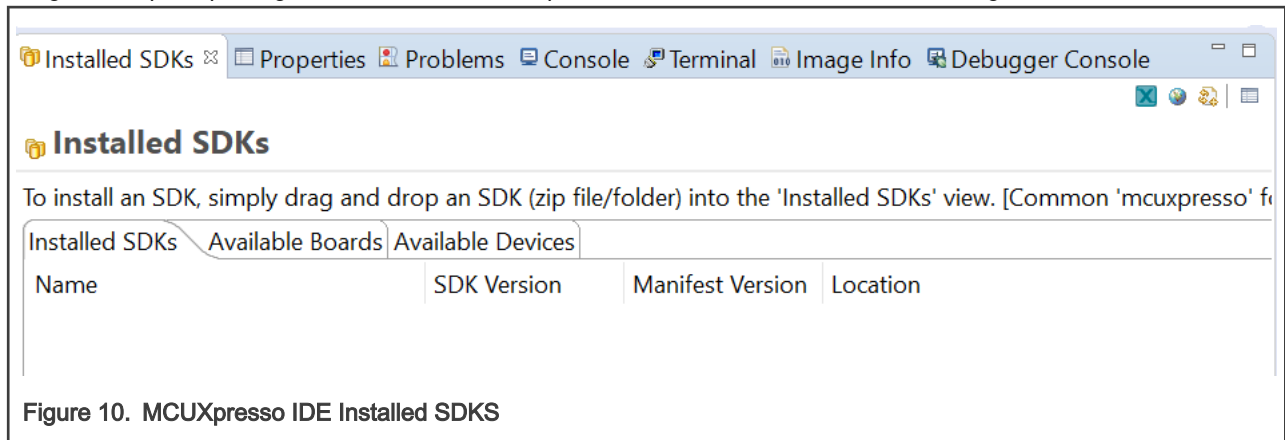 Installed SDKs Properties Problems Console Terminal Image Info Debugger Console
Installed SDKs
To install an SDK, simply drag and drop an SDK (zip file/folder) into the 'Installed SDKs' view. [Common 'mcuxpresso' f
Installed SDKs Available Boards Available Devices
Name SDK Version Manifest Version Location
Figure 10. MCUXpresso IDE Installed SDKS